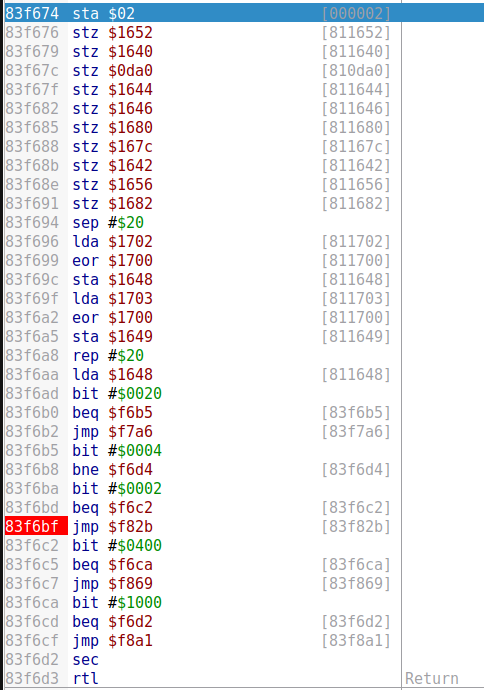 83f674 sta $02 [000002]
83f676 stz $1652 [811652]
83f679 stz $1640 [811640]
83f67c stz $0da0 [810da0]
83f67f stz $1644 [811644]
83f682 stz $1646 [811646]
83f685 stz $1680 [811680]
83f688 stz $167c [81167c]
83f68b stz $1642 [811642]
83f68e stz $1656 [811656]
83f691 stz $1682 [811682]
83f694 sep #$20
83f696 lda $1702 [811702]
83f699 eor $1700 [811700]
83f69c sta $1648 [811648]
83f69f lda $1703 [811703]
83f6a2 eor $1700 [811700]
83f6a5 sta $1649 [811649]
83f6a8 rep #$20
83f6aa lda $1648 [811648]
83f6ad bit #$0020
83f6b0 beq $f6b5 [83f6b5]
83f6b2 jmp $f7a6 [83f7a6]
83f6b5 bit #$0004
83f6b8 bne $f6d4 [83f6d4]
83f6ba bit #$0002
83f6bd beq $f6c2 [83f6c2]
83f6bf jmp $f82b [83f82b]
83f6c2 bit #$0400
83f6c5 beq $f6ca [83f6ca]
83f6c7 jmp $f869 [83f869]
83f6ca bit #$1000
83f6cd beq $f6d2 [83f6d2]
83f6cf jmp $f8a1 [83f8a1]
83f6d2 sec
83f6d3 rtl Return